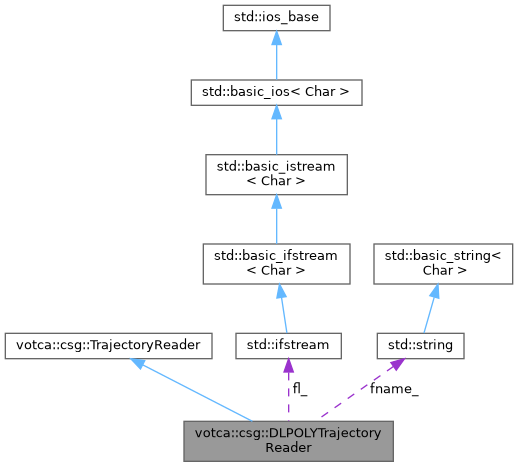 std::ios_base
std::basic_ios< Char >
std::basic_istream
< Char >
std::basic_ifstream
< Char >
std::basic_string<
Char >
votca::csg::TrajectoryReader
std::ifstream
std::string
fl_
fname_
votca::csg::DLPOLYTrajectory
Reader